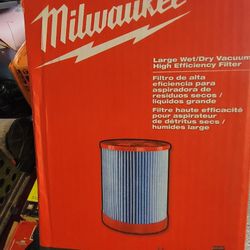 Milwaukee
Large Wet/Dry Vacuum
High Efficiency Filter
Filtro de alta
eficiencia para
aspiradora de
residuos secos /
líquidos grande
Filtre haute efficacité
pour aspirateur
de détritus secs /
humides large